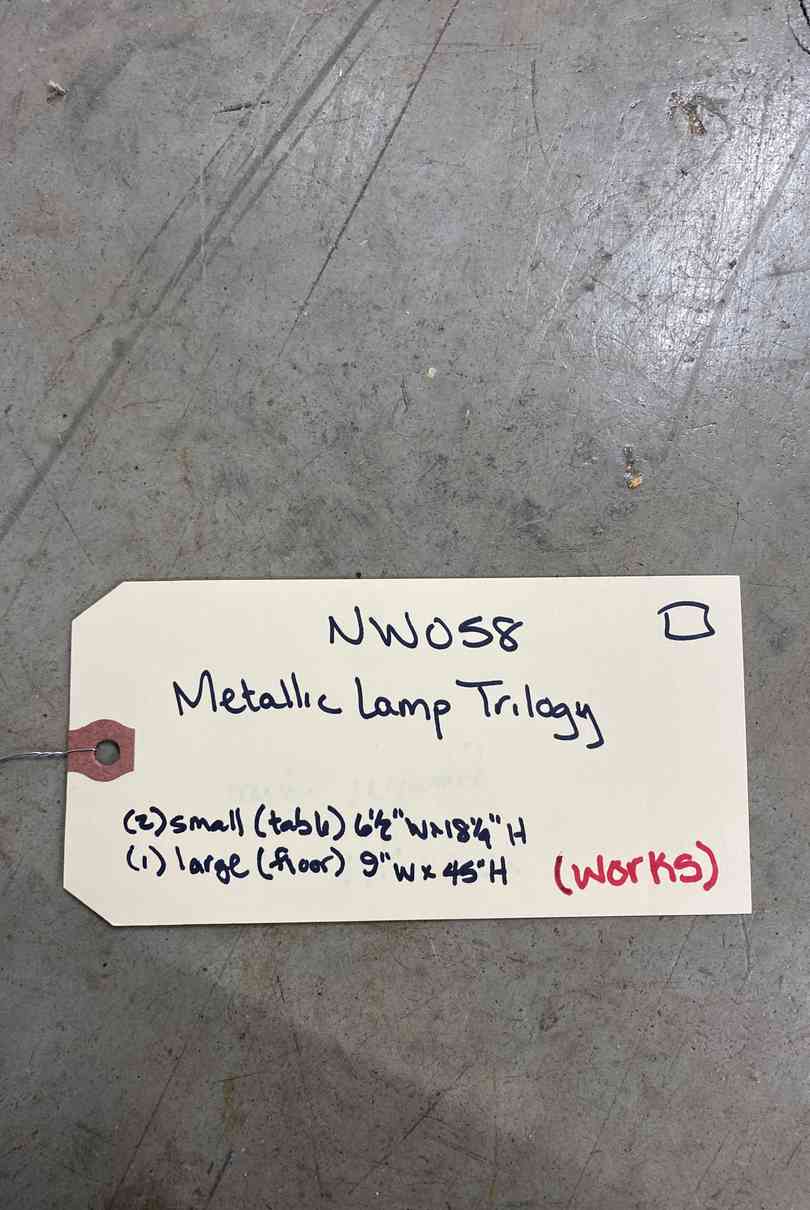 NW058
Metallic Lamp Trilogy
(2) small (table) 6½" W x 18¼" H
(1) large (floor) 9" W x 45" H
(works)